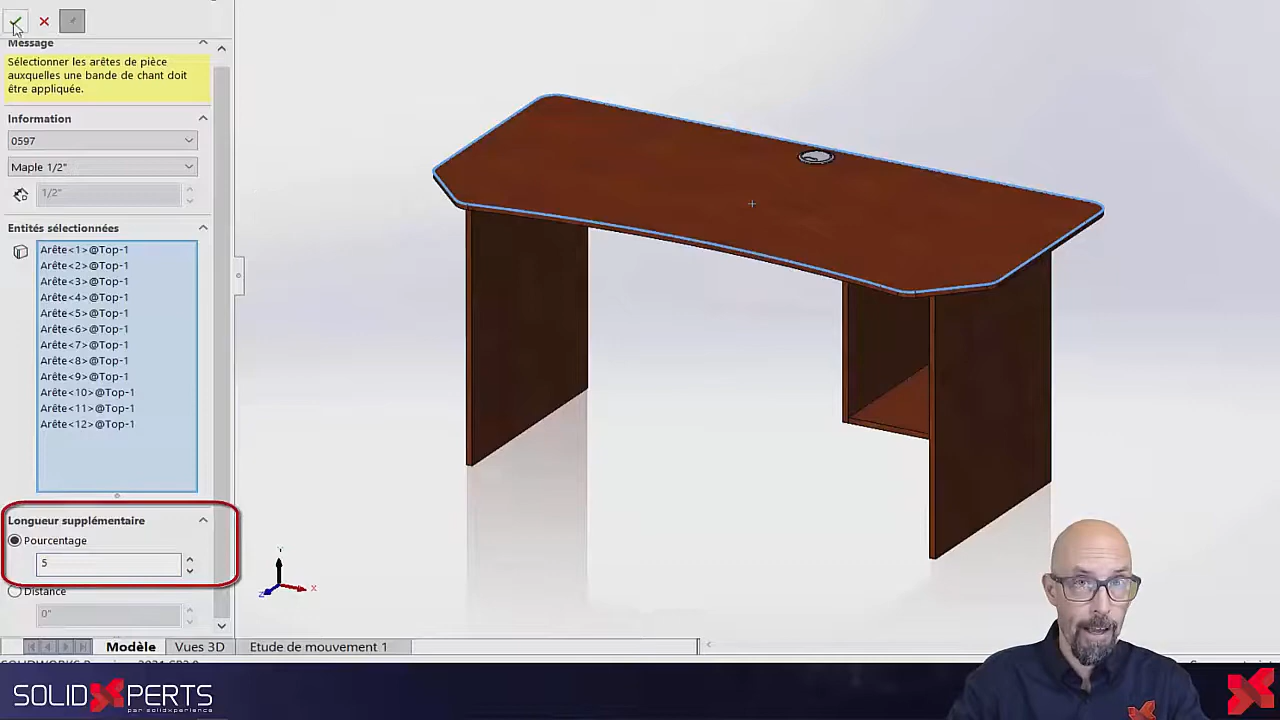 Message
Sélectionner les arêtes de pièce
auxquelles une bande de chant doit
être appliquée.
Information
0597
Maple 1/2"
1/2"
Entités sélectionnées
Arête<1>@Top-1
Arête<2>@Top-1
Arête<3>@Top-1
Arête<4>@Top-1
Arête<5>@Top-1
Arête<6>@Top-1
Arête<7>@Top-1
Arête<8>@Top-1
Arête<9>@Top-1
Arête<10>@Top-1
Arête<11>@Top-1
Arête<12>@Top-1
Longueur supplémentaire
Pourcentage
5
Distance
0"
Y
X
Z
Modèle
Vues 3D
Etude de mouvement 1
SOLIDXPERTS
par solidxperience